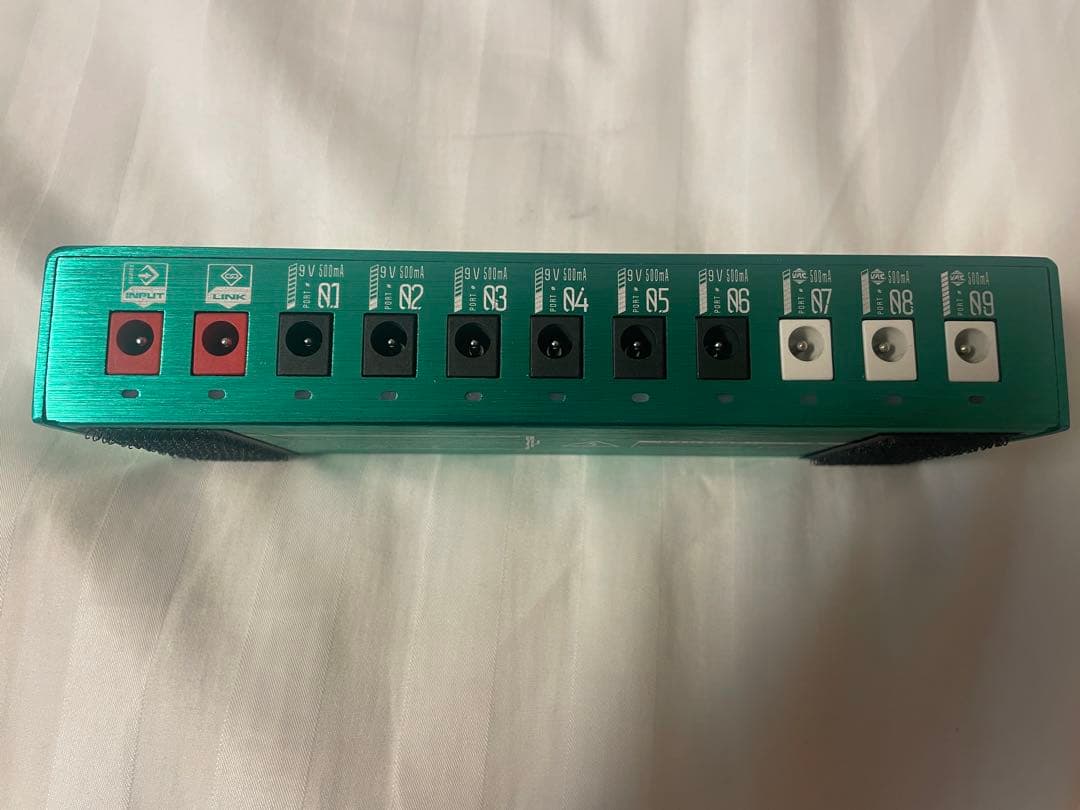 INPUT
LINK
9V 500mA
PORT # 01
9V 500mA
PORT # 02
9V 500mA
PORT # 03
9V 500mA
PORT # 04
9V 500mA
PORT # 05
9V 500mA
PORT # 06
500mA
PORT # 07
500mA
PORT # 08
500mA
PORT # 09